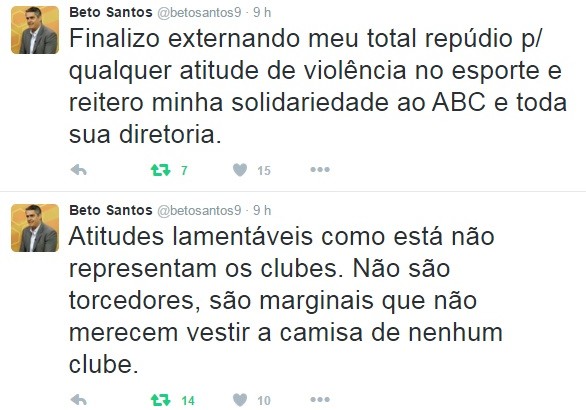 Beto Santos @betosantos9 · 9 h
Finalizo externando meu total repúdio p/
qualquer atitude de violência no esporte e
reitero minha solidariedade ao ABC e toda
sua diretoria.
7 15
Beto Santos @betosantos9 · 9 h
Atitudes lamentáveis como está não
representam os clubes. Não são
torcedores, são marginais que não
merecem vestir a camisa de nenhum
clube.
14 10